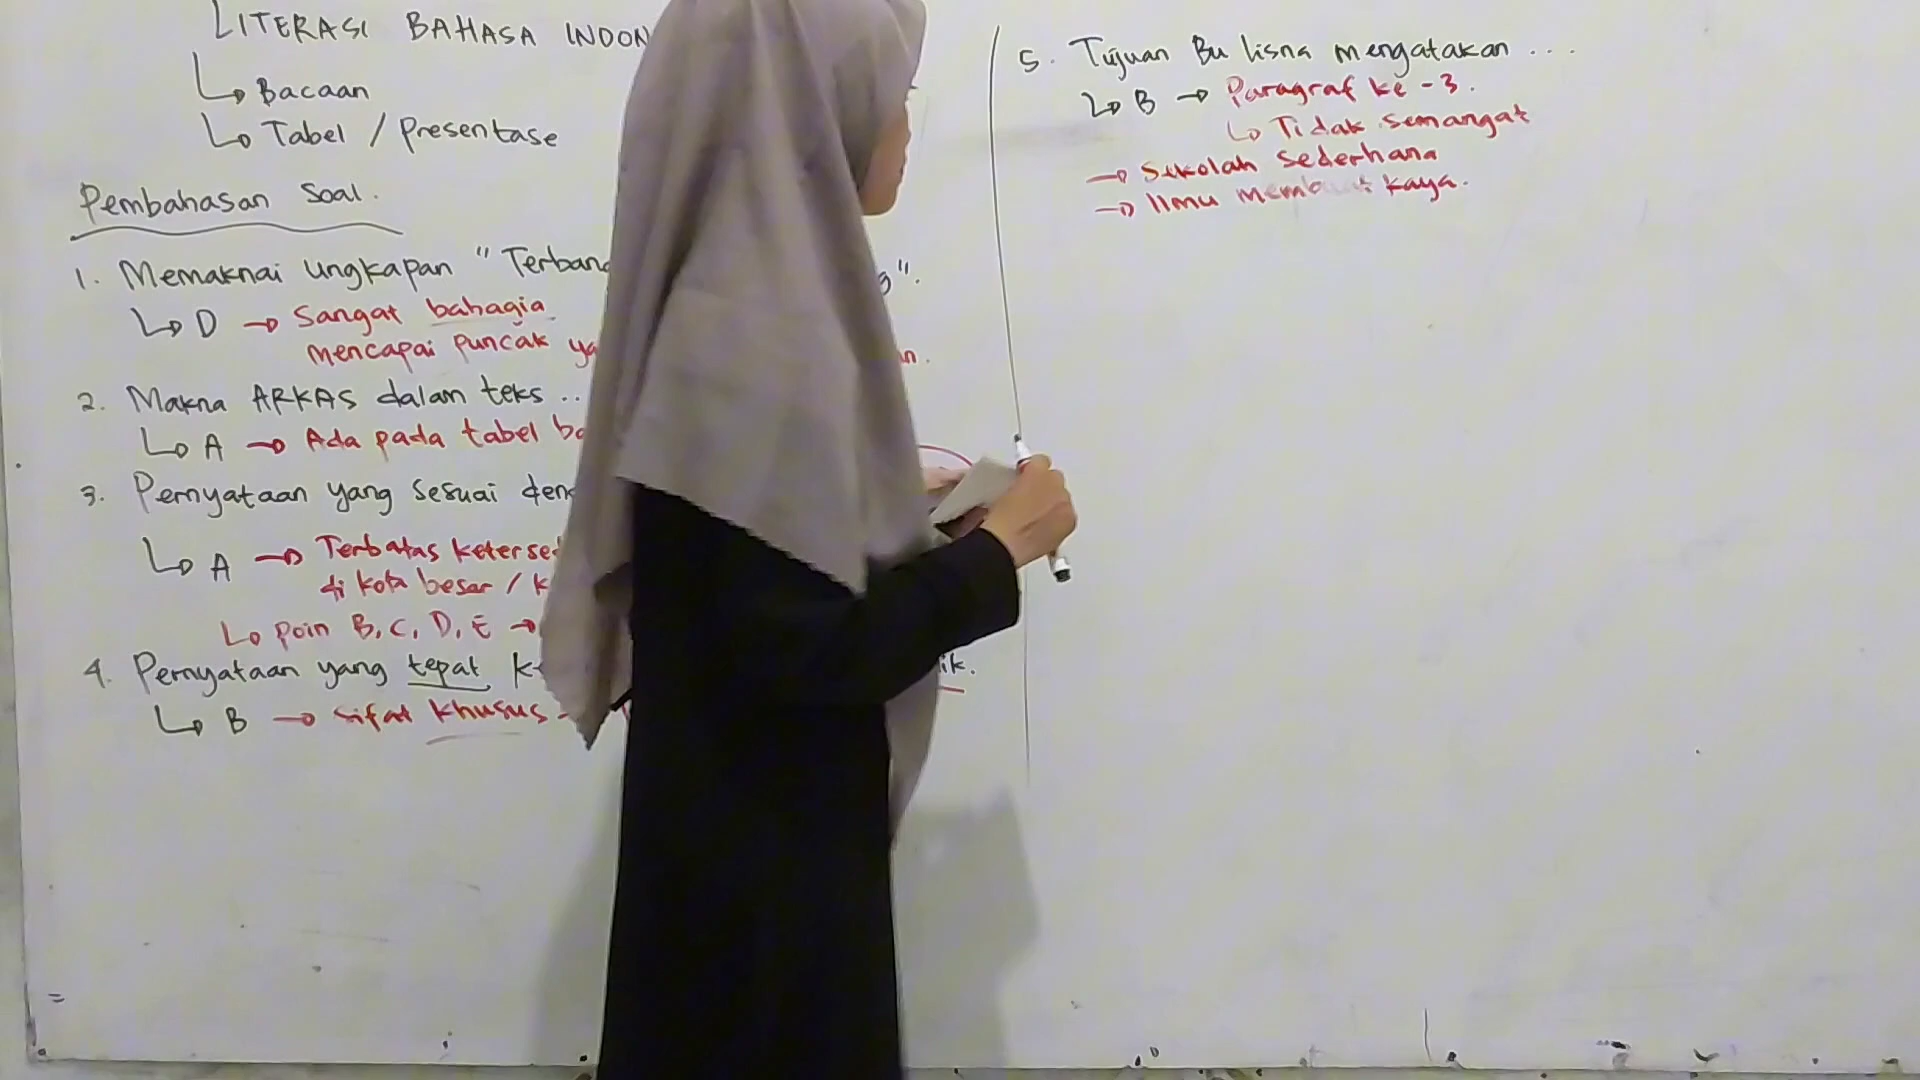 LITERASI BAHASA INDON
↳ Bacaan
↳ Tabel / Presentase
Pembahasan Soal.
1. Memaknai ungkapan "Terbang
g".
↳ D → Sangat bahagia
mencapai puncak
2. Makna ARKAS dalam teks ..
↳ A → Ada pada tabel
3. Pernyataan yang sesuai
↳ A → Terbatas
di kota besar /
↳ poin B, C, D, E →
4. Pernyataan yang tepat
ik.
↳ B → sifat khusus
5. Tujuan Bu lisna mengatakan ...
↳ B → Paragraf ke-3.
↳ Tidak semangat
→ Sekolah sederhana
→ Ilmu membuat kaya.